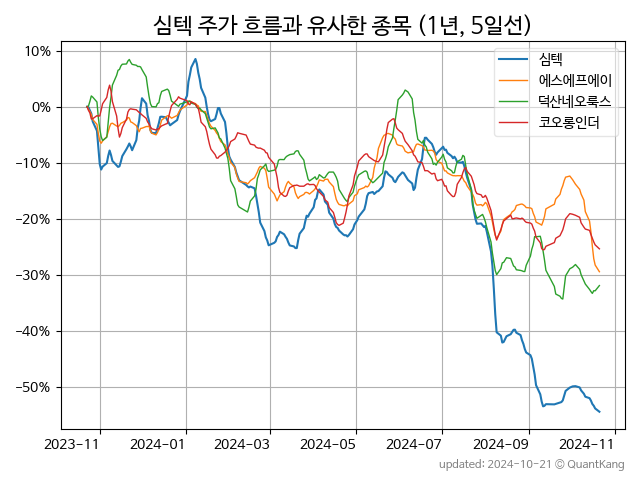 심텍 주가 흐름과 유사한 종목 (1년, 5일선)
심텍
에스에프에이
덕산네오룩스
코오롱인더
10%
0%
−10%
−20%
−30%
−40%
−50%
2023-11
2024-01
2024-03
2024-05
2024-07
2024-09
2024-11
updated: 2024-10-21 © QuantKang